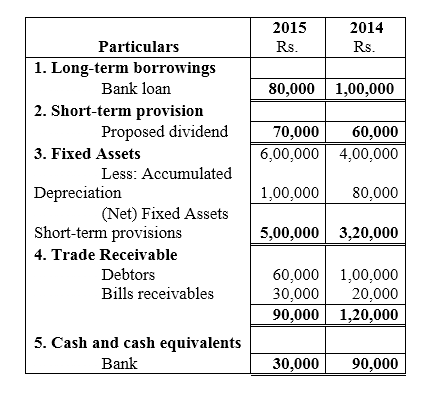 Particulars 2015 Rs. 2014 Rs.
1. Long-term borrowings
Bank loan 80,000 1,00,000
2. Short-term provision
Proposed dividend 70,000 60,000
3. Fixed Assets 6,00,000 4,00,000
Less: Accumulated
Depreciation 1,00,000 80,000
(Net) Fixed Assets
Short-term provisions 5,00,000 3,20,000
4. Trade Receivable
Debtors 60,000 1,00,000
Bills receivables 30,000 20,000
90,000 1,20,000
5. Cash and cash equivalents
Bank 30,000 90,000